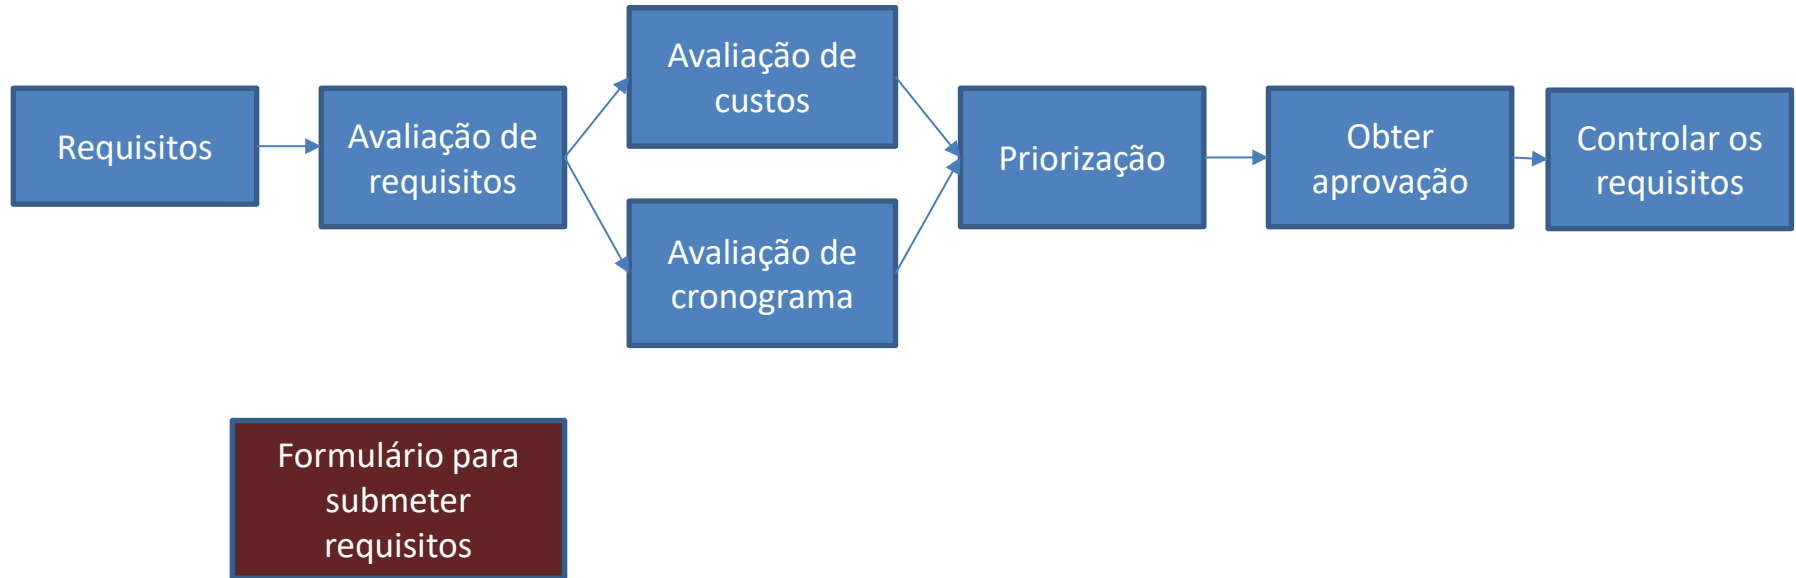 Requisitos
Avaliação de
requisitos
Avaliação de
custos
Avaliação de
cronograma
Priorização
Obter
aprovação
Controlar os
requisitos
Formulário para
submeter
requisitos